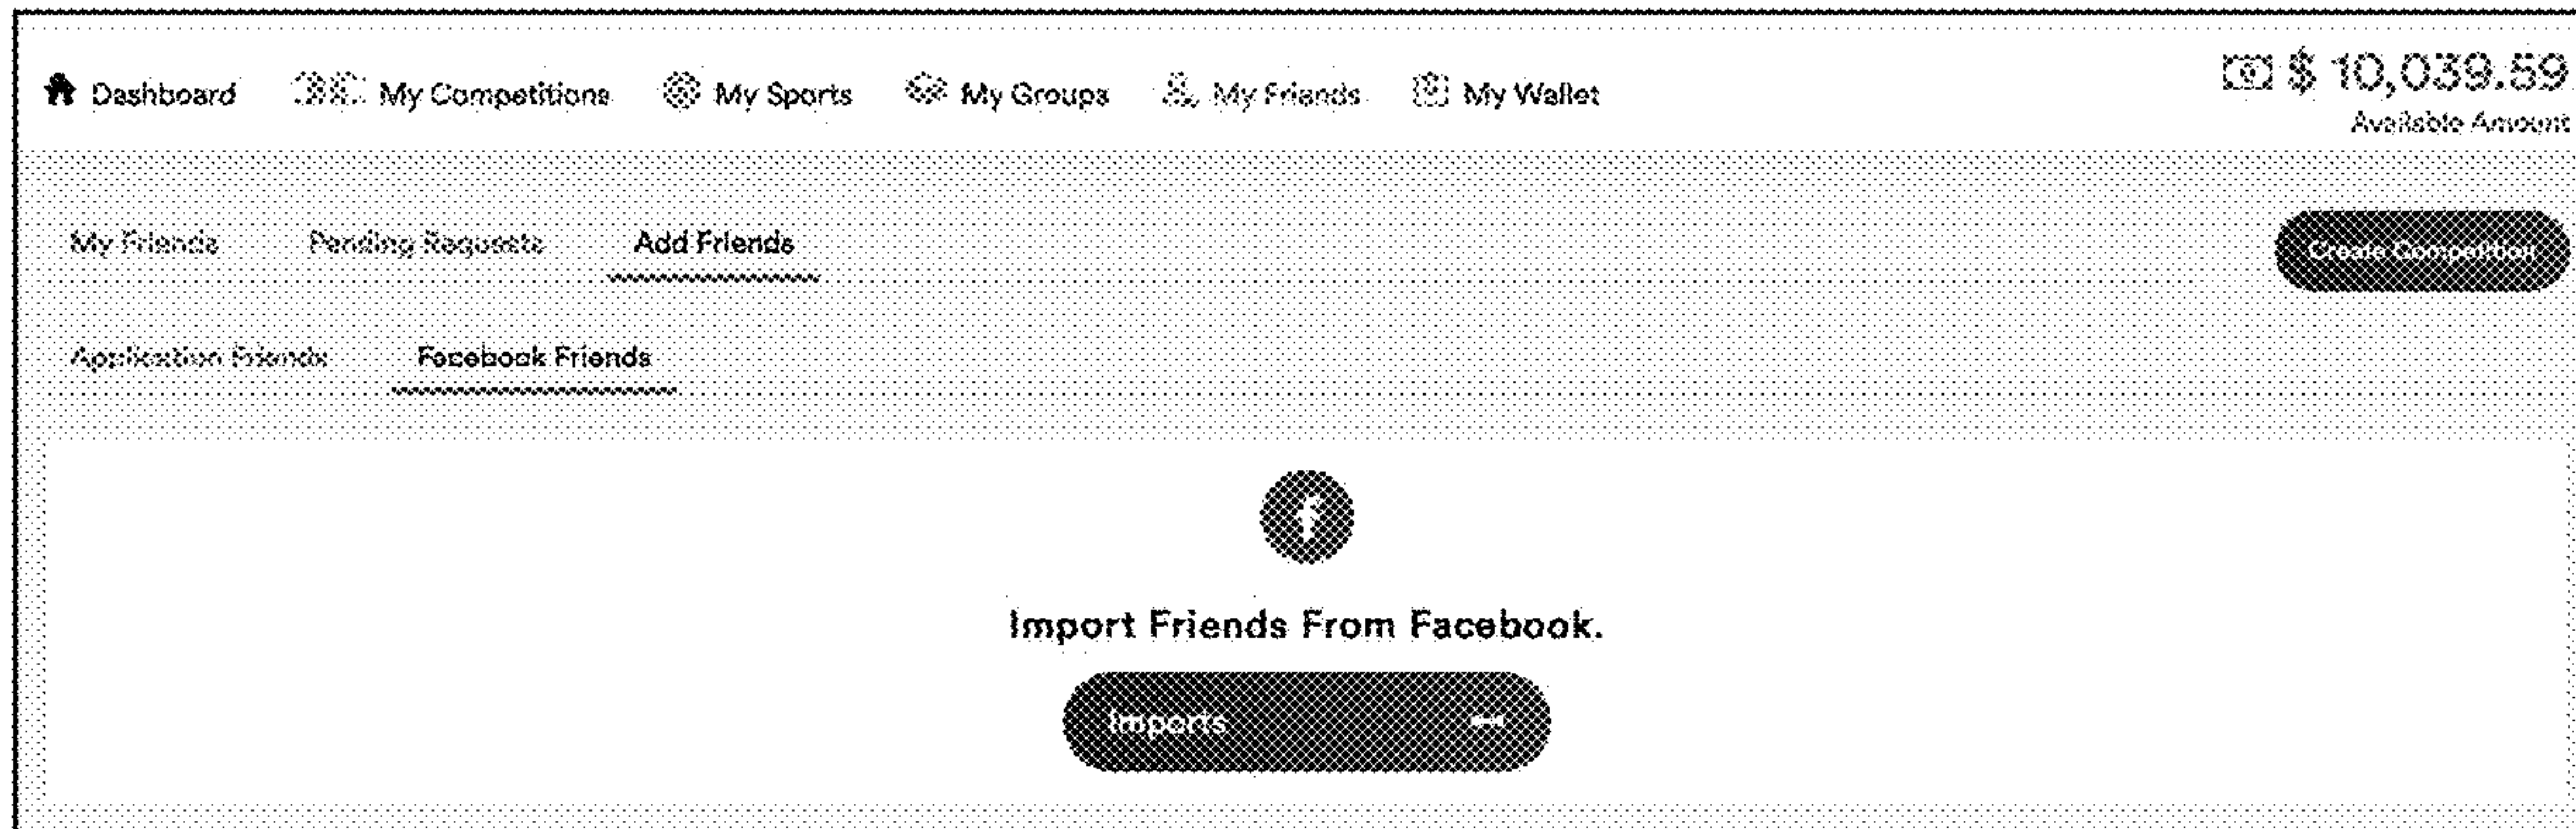 Dashboard My Competitions My Sports My Groups My Friends My Wallet $ 10,039.59
Available Amount
My Friends Pending Requests Add Friends Create Competition
Application Friends Facebook Friends
f
Import Friends From Facebook.
Imports